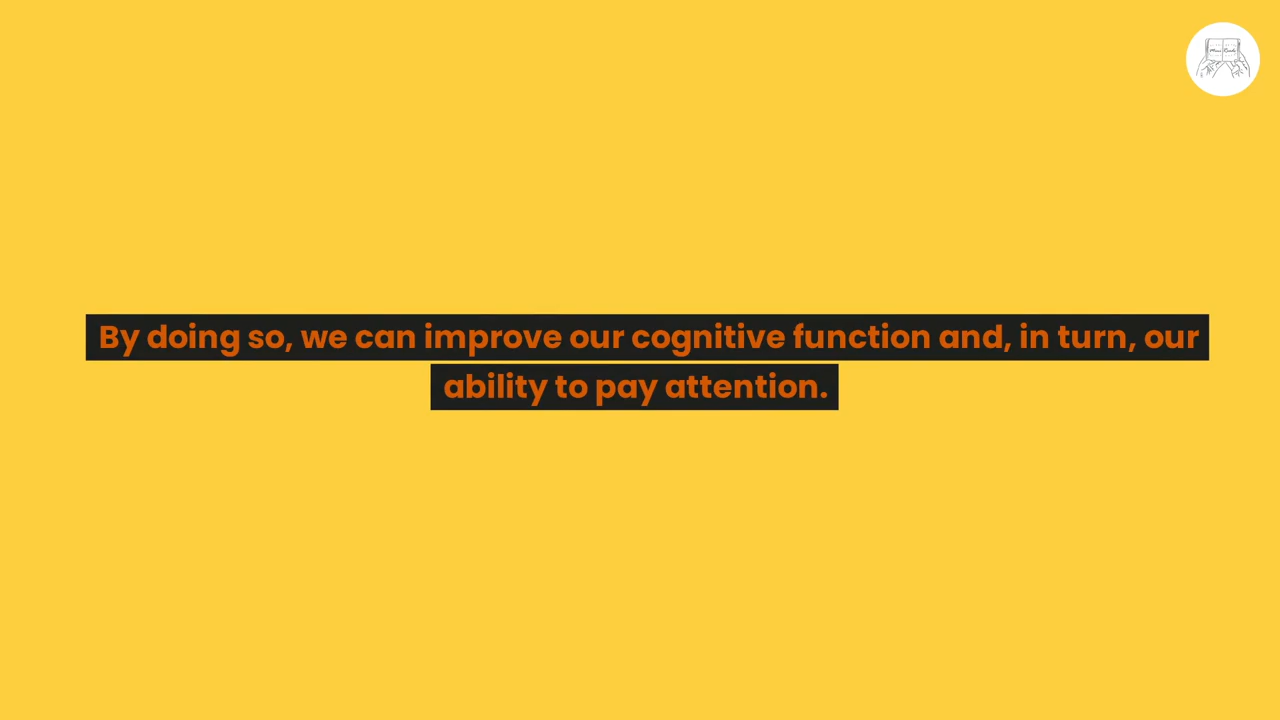 By doing so, we can improve our cognitive function and, in turn, our
ability to pay attention.